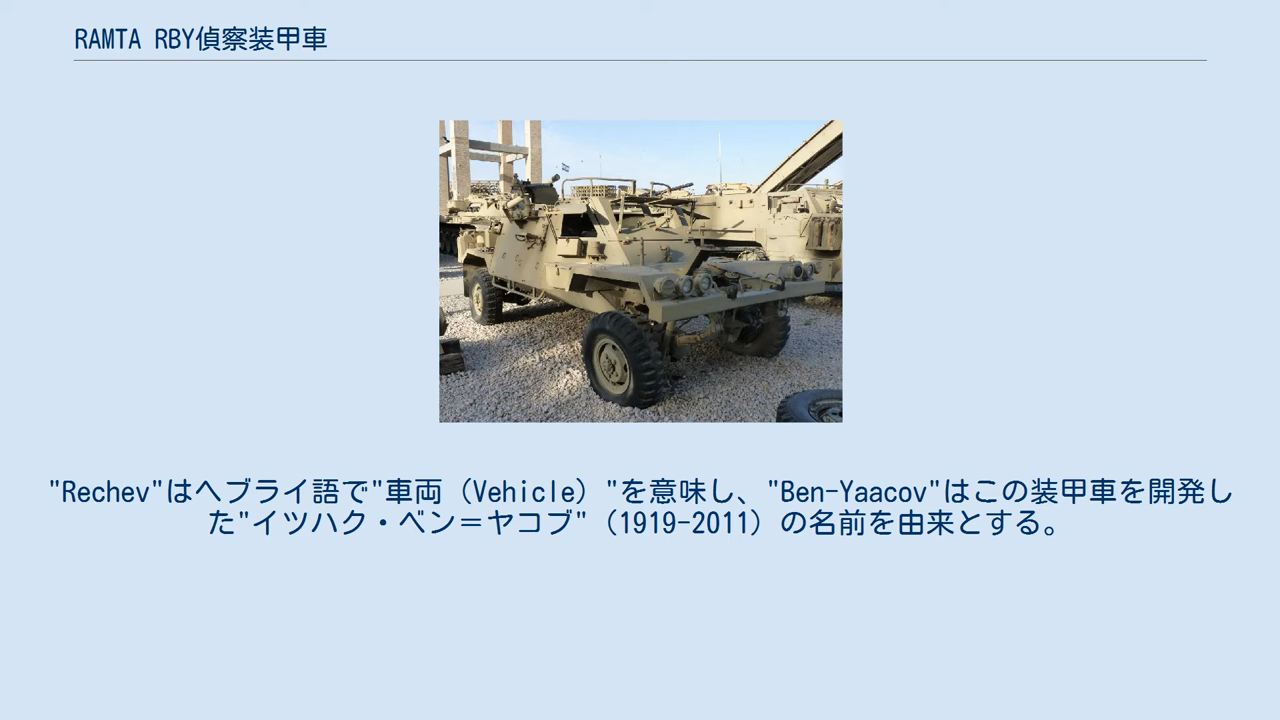 RAMTA RBY偵察装甲車
"Rechev"はヘブライ語で"車両（Vehicle）"を意味し、"Ben-Yaacov"はこの装甲車を開発し
た"イツハク・ベン＝ヤコブ"（1919-2011）の名前を由来とする。